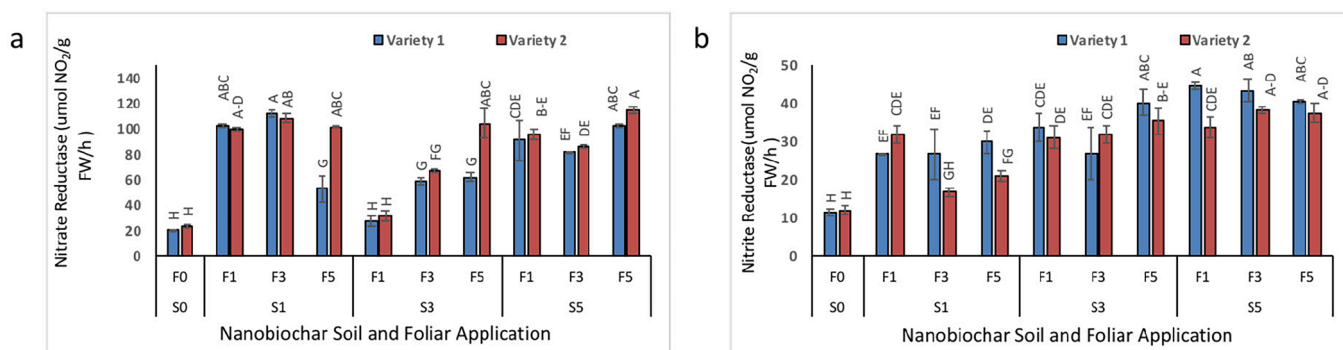 a
Nitrate Reductase (umol NO2/g
FW/h )
Variety 1 Variety 2
140
120
100
80
60
40
20
0
H H ABC A-D A AB G ABC H H G FG G ABC CDE B-E EF DE ABC A
F0 F1 F3 F5 F1 F3 F5 F1 F3 F5
S0 S1 S3 S5
Nanobiochar Soil and Foliar Application
b
Nitrite Reductase(umol NO2/g
FW/h )
Variety 1 Variety 2
50
40
30
20
10
0
H H EF CDE EF GH DE FG CDE DE EF CDE ABC B-E A CDE AB A-D ABC A-D
F0 F1 F3 F5 F1 F3 F5 F1 F3 F5
S0 S1 S3 S5
Nanobiochar Soil and Foliar Application